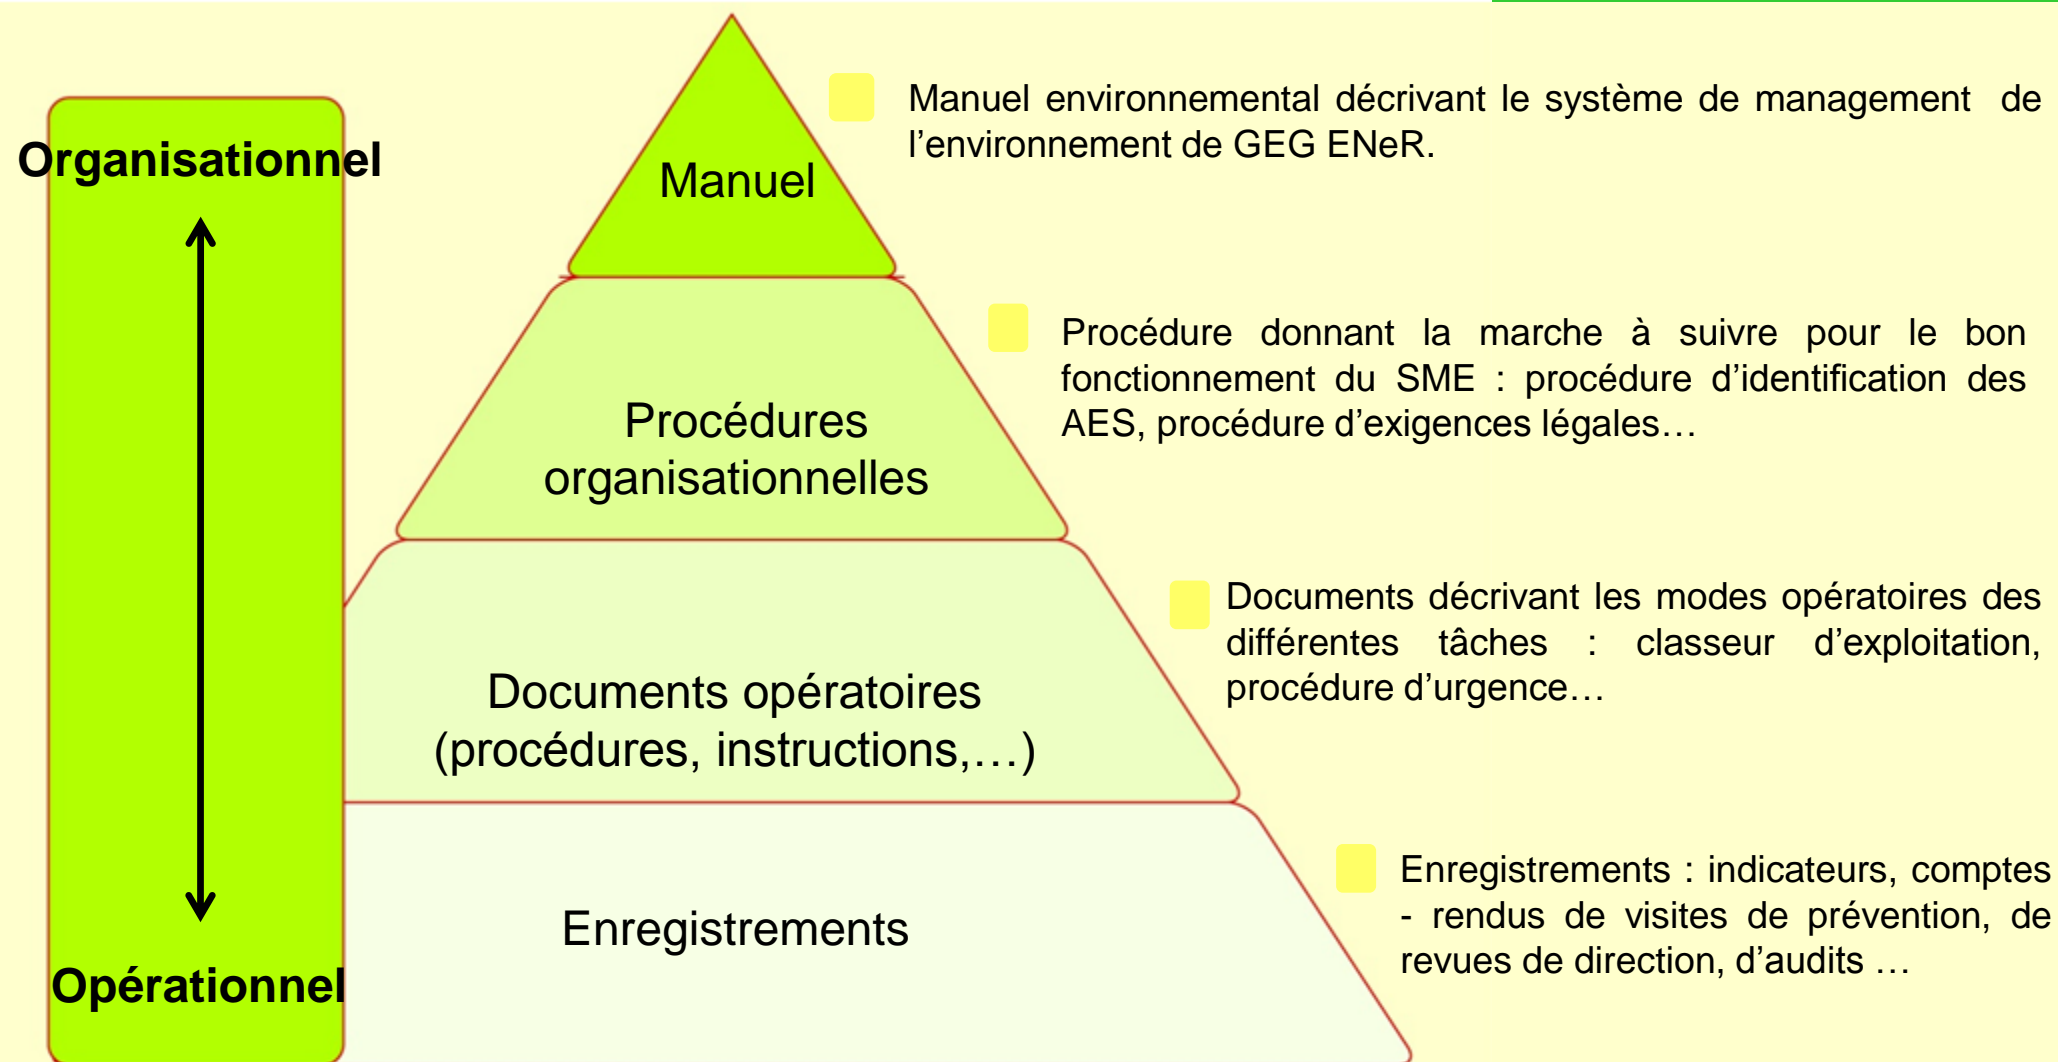 Organisationnel
Opérationnel
Manuel
Manuel environnemental décrivant le système de management de
l’environnement de GEG ENeR.
Procédures
organisationnelles
Procédure donnant la marche à suivre pour le bon
fonctionnement du SME : procédure d’identification des
AES, procédure d’exigences légales…
Documents opératoires
(procédures, instructions,…)
Documents décrivant les modes opératoires des
différentes tâches : classeur d’exploitation,
procédure d’urgence…
Enregistrements
Enregistrements : indicateurs, comptes
- rendus de visites de prévention, de
revues de direction, d’audits …